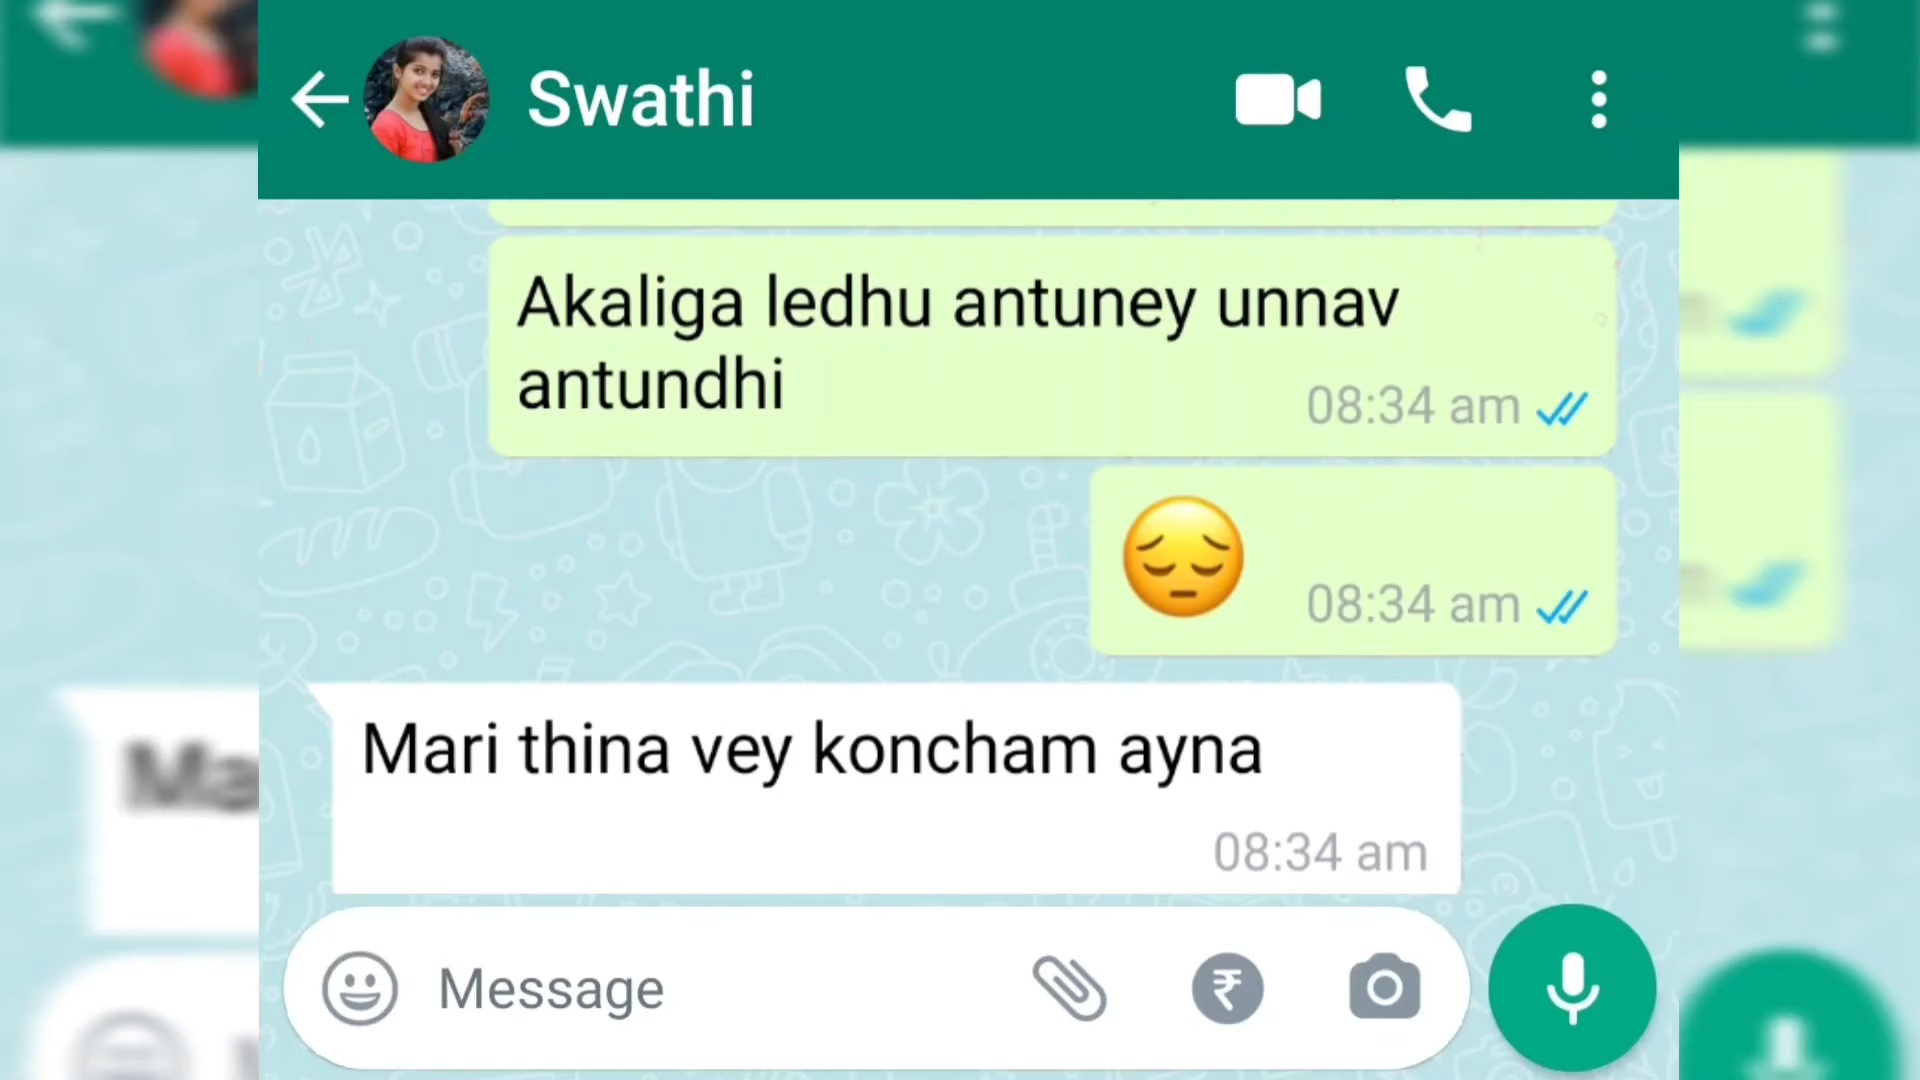 Swathi
Akaliga ledhu antuney unnav
antundhi
08:34 am
08:34 am
Mari thina vey koncham ayna
08:34 am
Message